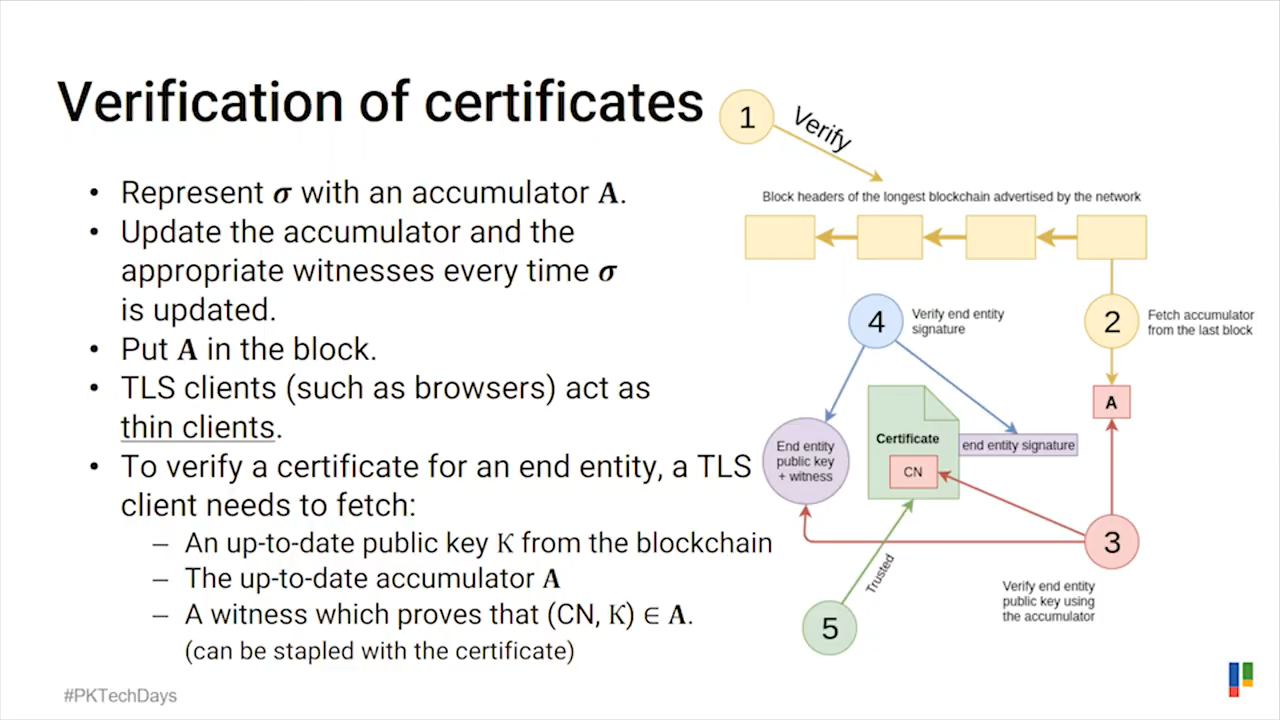 Verification of certificates
• Represent σ with an accumulator A.
• Update the accumulator and the
appropriate witnesses every time σ
is updated.
• Put A in the block.
• TLS clients (such as browsers) act as
thin clients.
• To verify a certificate for an end entity, a TLS
client needs to fetch:
– An up-to-date public key K from the blockchain
– The up-to-date accumulator A
– A witness which proves that (CN, K) ∈ A.
(can be stapled with the certificate)
#PKTechDays
1
Verify
Block headers of the longest blockchain advertised by the network
4
Verify end entity
signature
2
Fetch accumulator
from the last block
A
End entity
public key
+ witness
Certificate
CN
end entity signature
3
Verify end entity
public key using
the accumulator
Trusted
5